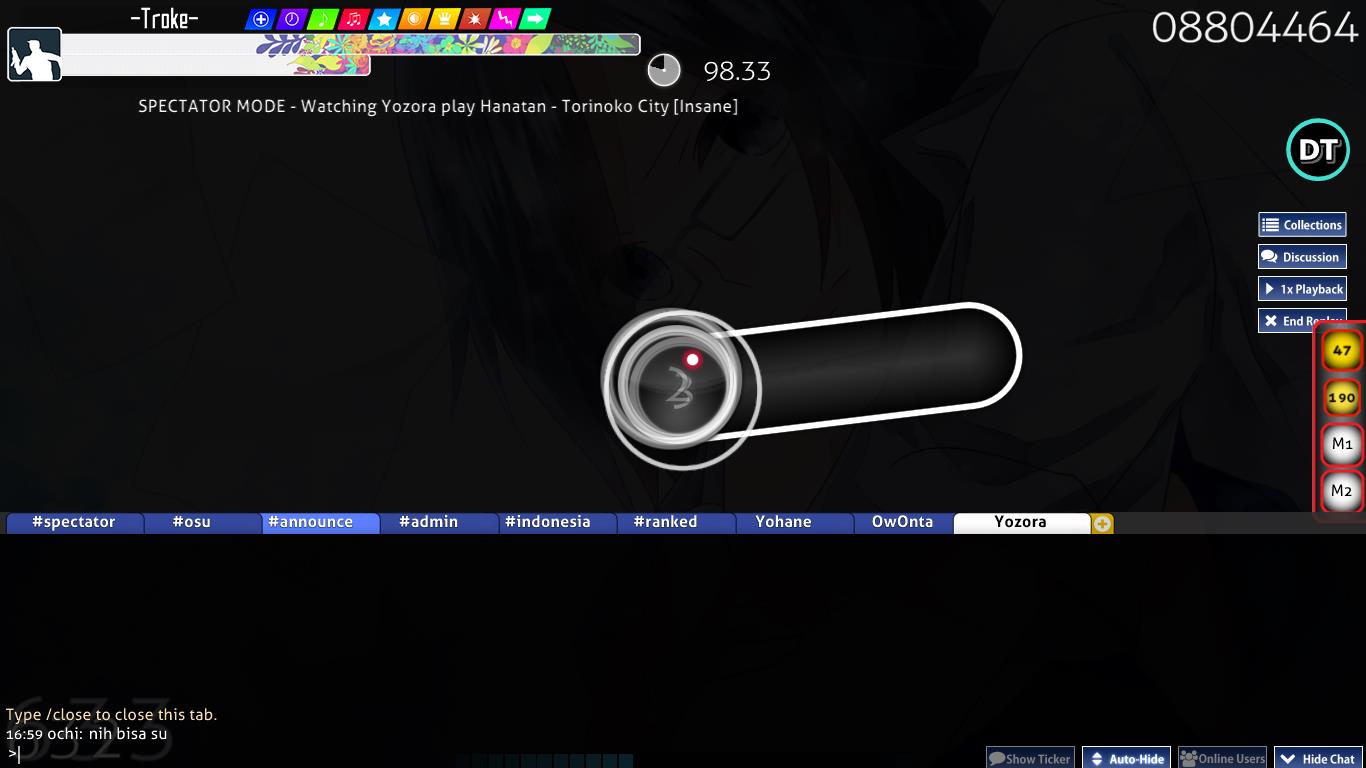 -Troke-
08804464
98.33
SPECTATOR MODE - Watching Yozora play Hanatan - Torinoko City [Insane]
DT
Collections
Discussion
1x Playback
End Replay
47
190
M1
M2
#spectator #osu #announce #admin #indonesia #ranked Yohane OwOnta Yozora
Type /close to close this tab.
16:59 ochi: nih bisa su
>
Show Ticker Auto-Hide Online Users Hide Chat